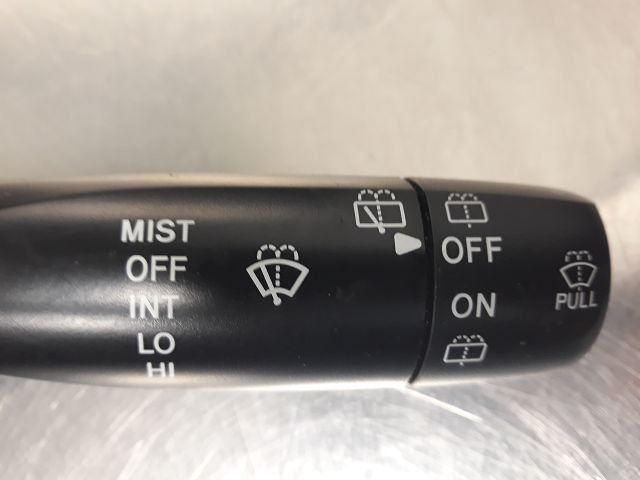 MIST
OFF
INT
LO
HI
OFF
ON
PULL